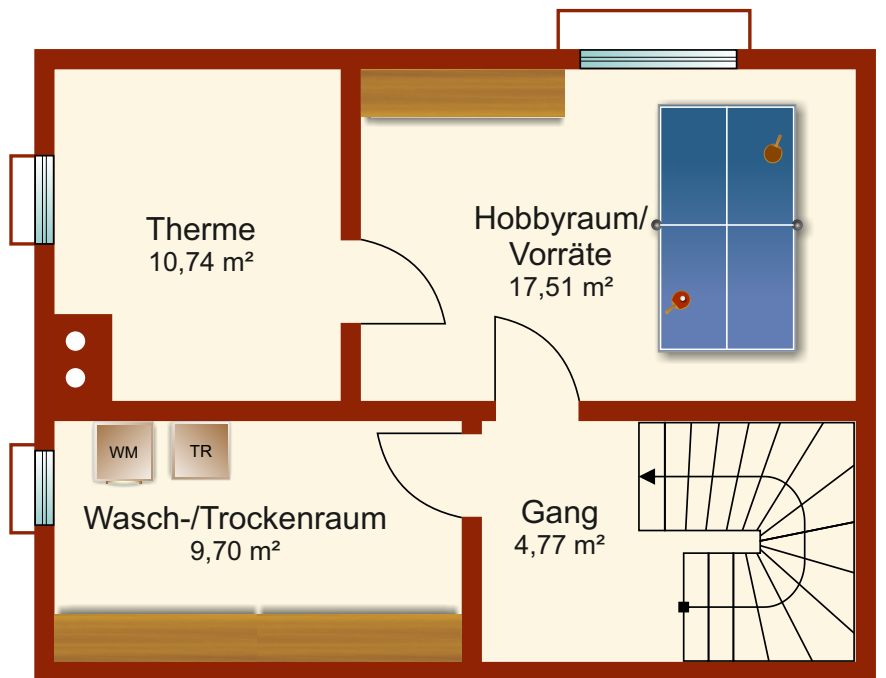 Therme
10,74 m²
Hobbyraum/
Vorräte
17,51 m²
WM
TR
Wasch-/Trockenraum
9,70 m²
Gang
4,77 m²